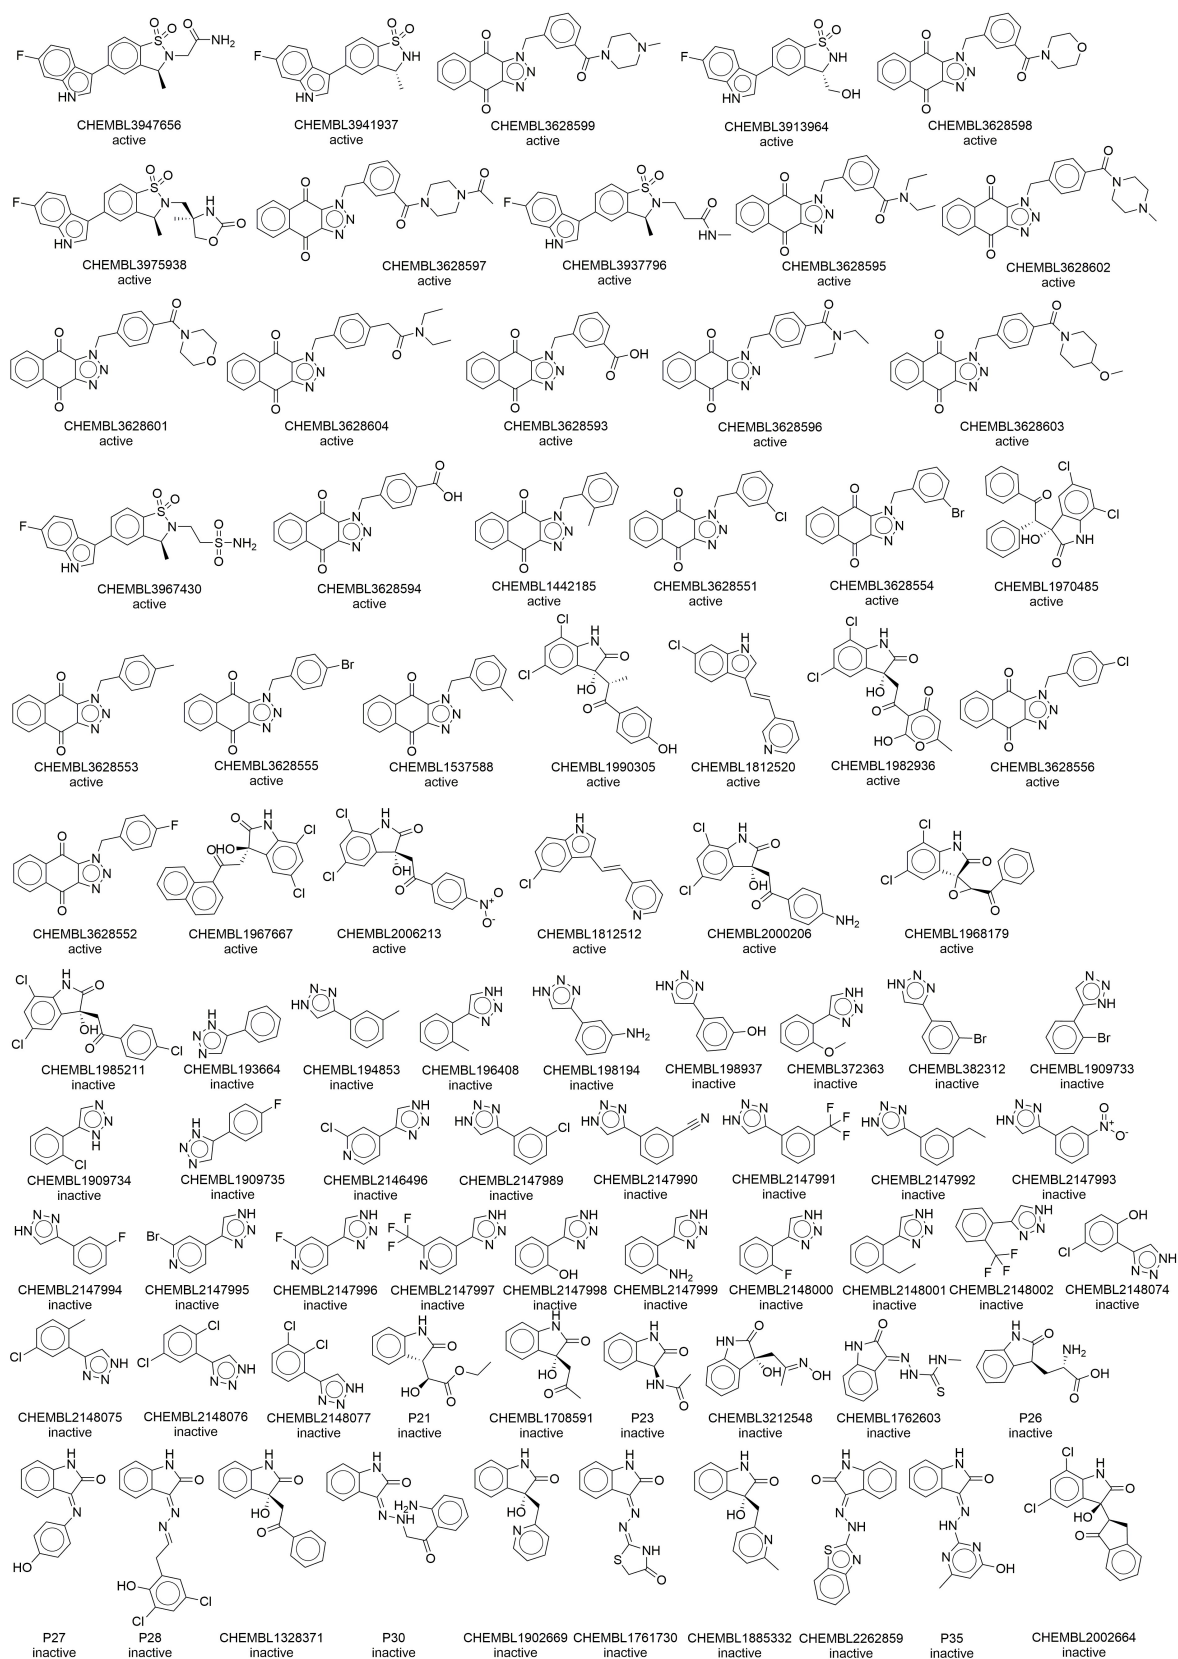 CHEMBL3947656 CHEMBL3941937 CHEMBL3628599 CHEMBL3913964 CHEMBL3628598
active active active active active
CHEMBL3975938 CHEMBL3628597 CHEMBL3937796 CHEMBL3628595 CHEMBL3628602
active active active active active
CHEMBL3628601 CHEMBL3628604 CHEMBL3628593 CHEMBL3628596 CHEMBL3628603
active active active active active
CHEMBL3967430 CHEMBL3628594 CHEMBL1442185 CHEMBL3628551 CHEMBL3628554 CHEMBL1970485
active active active active active active
CHEMBL3628553 CHEMBL3628555 CHEMBL1537588 CHEMBL1990305 CHEMBL1812520 CHEMBL1982936 CHEMBL3628556
active active active active active active active
CHEMBL3628552 CHEMBL1967667 CHEMBL2006213 CHEMBL1812512 CHEMBL2000206 CHEMBL1968179
active active active active active active
CHEMBL1985211 CHEMBL193664 CHEMBL194853 CHEMBL196408 CHEMBL198194 CHEMBL198937 CHEMBL372363 CHEMBL382312 CHEMBL1909733
inactive inactive inactive inactive inactive inactive inactive inactive inactive
CHEMBL1909734 CHEMBL1909735 CHEMBL2146496 CHEMBL2147989 CHEMBL2147990 CHEMBL2147991 CHEMBL2147992 CHEMBL2147993
inactive inactive inactive inactive inactive inactive inactive inactive
CHEMBL2147994 CHEMBL2147995 CHEMBL2147996 CHEMBL2147997 CHEMBL2147998 CHEMBL2147999 CHEMBL2148000 CHEMBL2148001 CHEMBL2148002 CHEMBL2148074
inactive inactive inactive inactive inactive inactive inactive inactive inactive inactive
CHEMBL2148075 CHEMBL2148076 CHEMBL2148077 P21 CHEMBL1708591 P23 CHEMBL3212548 CHEMBL1762603 P26
inactive inactive inactive inactive inactive inactive inactive inactive inactive
P27 P28 CHEMBL1328371 P30 CHEMBL1902669 CHEMBL1761730 CHEMBL1885332 CHEMBL2262859 P35 CHEMBL2002664
inactive inactive inactive inactive inactive inactive inactive inactive inactive inactive